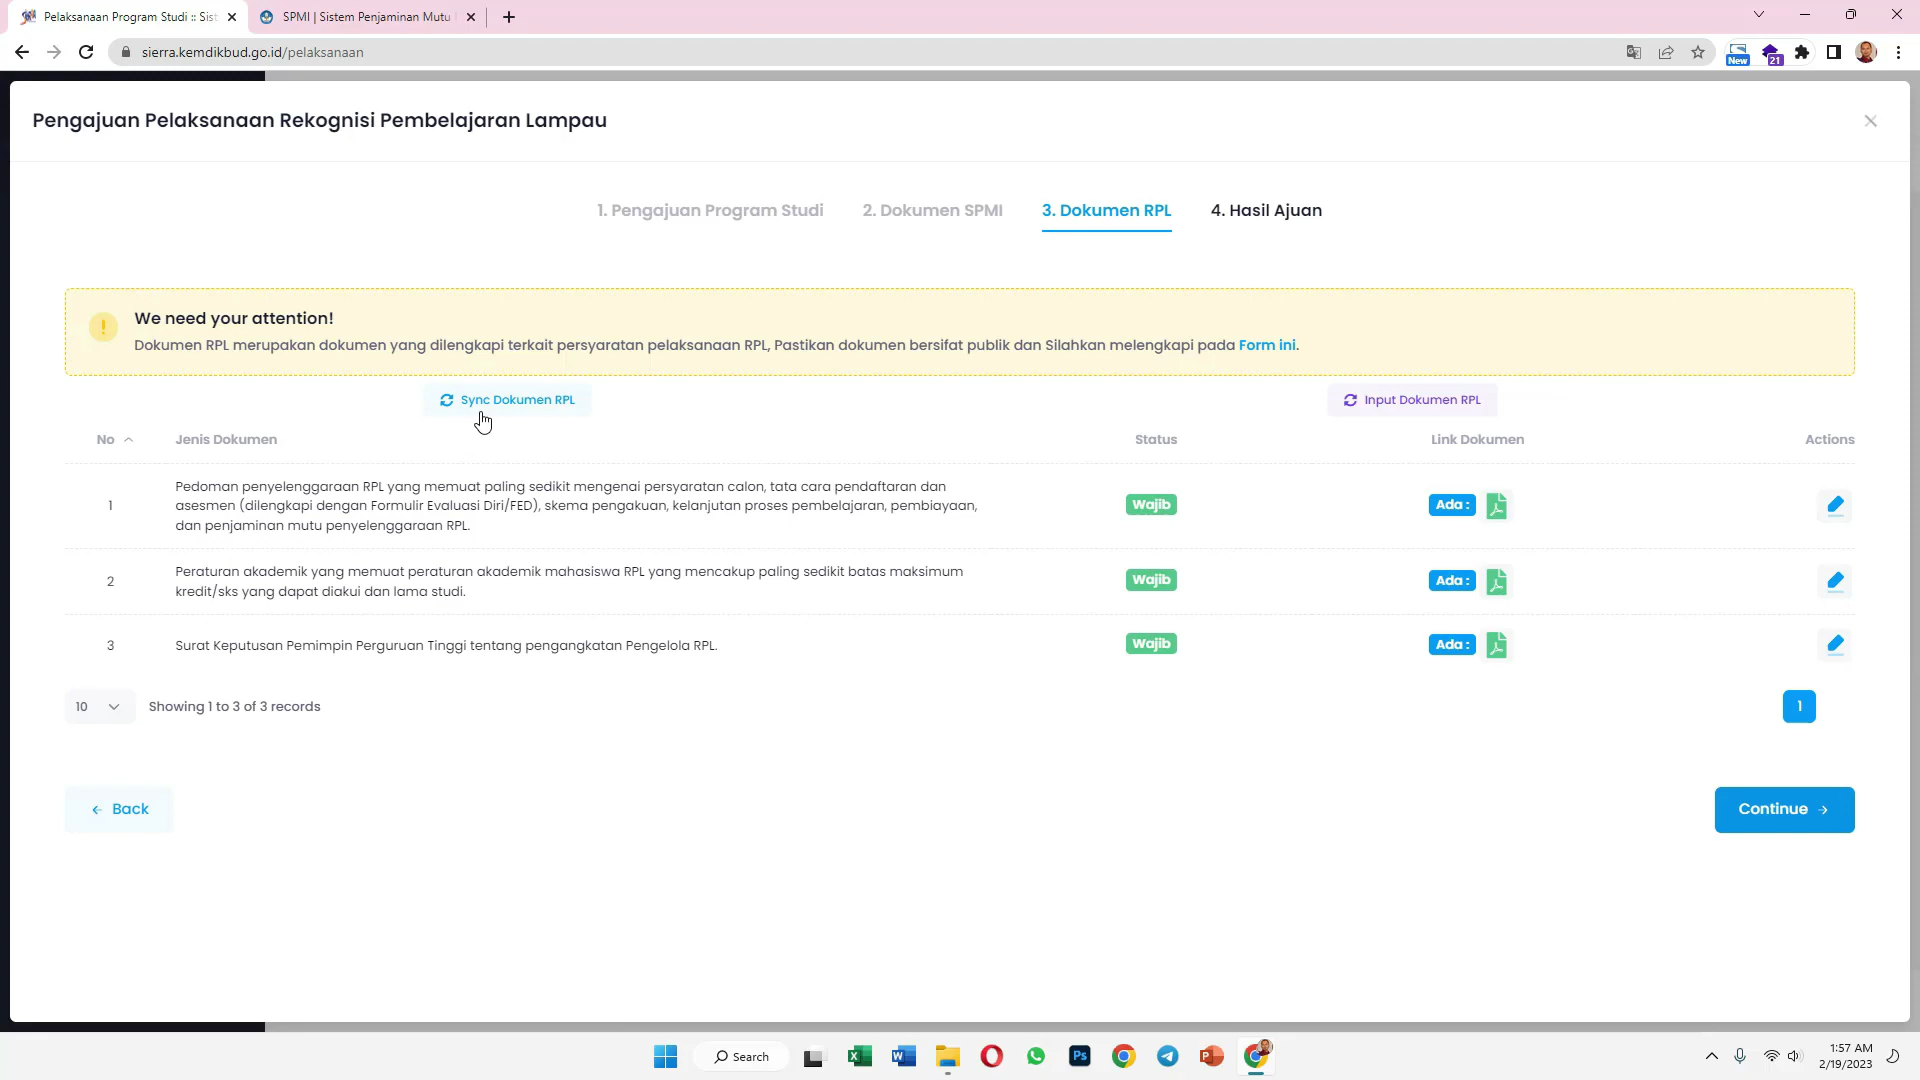 Pelaksanaan Program Studi :: Sist
SPMI | Sistem Penjaminan Mutu
sierra.kemdikbud.go.id/pelaksanaan
New
21
Pengajuan Pelaksanaan Rekognisi Pembelajaran Lampau
1. Pengajuan Program Studi
2. Dokumen SPMI
3. Dokumen RPL
4. Hasil Ajuan
We need your attention!
Dokumen RPL merupakan dokumen yang dilengkapi terkait persyaratan pelaksanaan RPL, Pastikan dokumen bersifat publik dan Silahkan melengkapi pada Form ini.
Sync Dokumen RPL
Input Dokumen RPL
No Jenis Dokumen Status Link Dokumen Actions
1
Pedoman penyelenggaraan RPL yang memuat paling sedikit mengenai persyaratan calon, tata cara pendaftaran dan
asesmen (dilengkapi dengan Formulir Evaluasi Diri/FED), skema pengakuan, kelanjutan proses pembelajaran, pembiayaan,
dan penjaminan mutu penyelenggaraan RPL.
Wajib
Ada :
2
Peraturan akademik yang memuat peraturan akademik mahasiswa RPL yang mencakup paling sedikit batas maksimum
kredit/sks yang dapat diakui dan lama studi.
Wajib
Ada :
3
Surat Keputusan Pemimpin Perguruan Tinggi tentang pengangkatan Pengelola RPL.
Wajib
Ada :
10
Showing 1 to 3 of 3 records
1
Back
Continue
Search
Ps
1:57 AM
2/19/2023